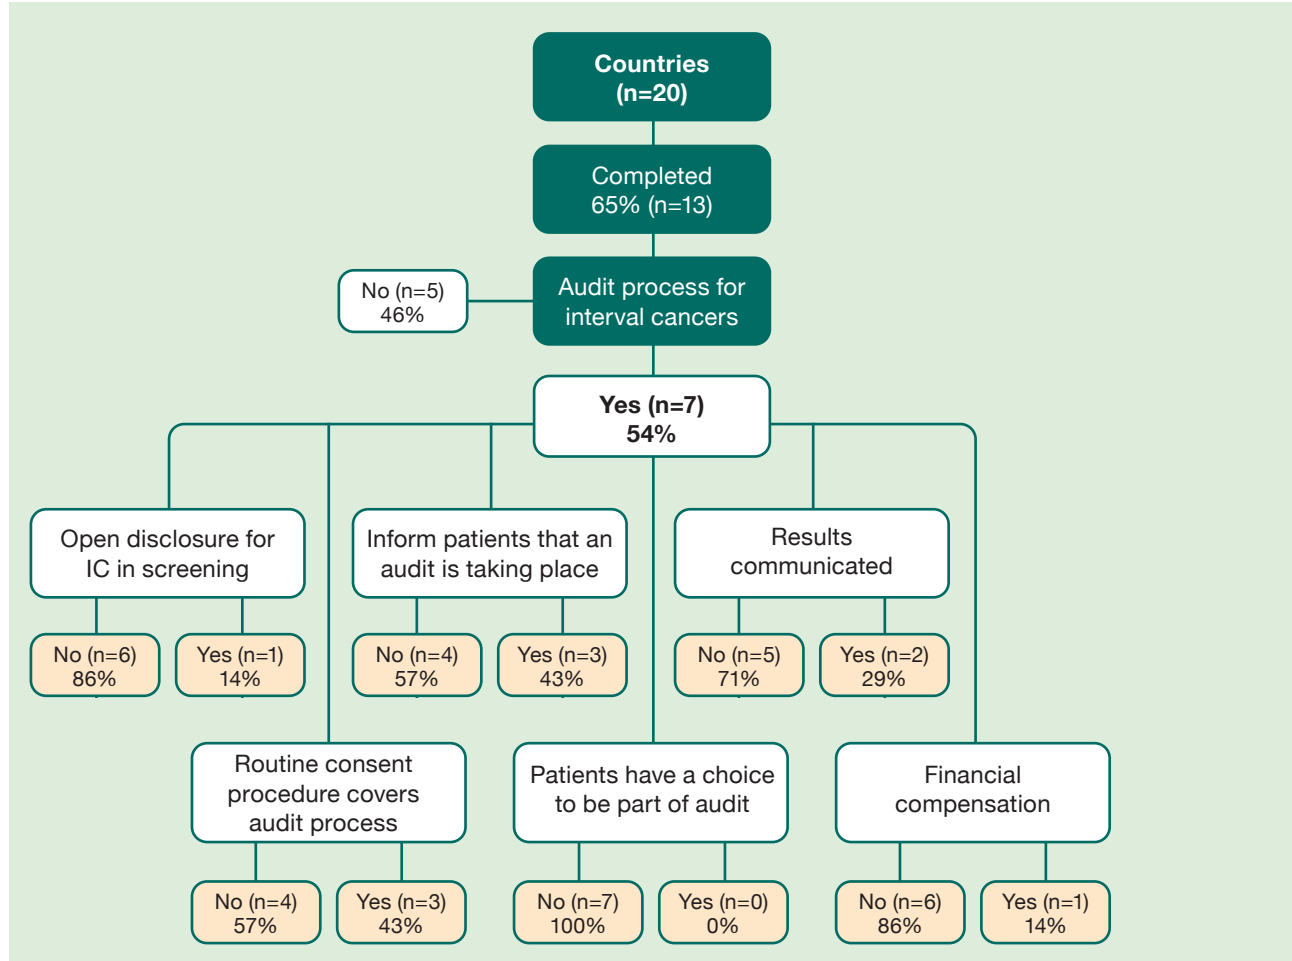 Countries
(n=20)
Completed
65% (n=13)
Audit process for
interval cancers
No (n=5)
46%
Yes (n=7)
54%
Open disclosure for
IC in screening
No (n=6)
86%
Yes (n=1)
14%
Inform patients that an
audit is taking place
No (n=4)
57%
Yes (n=3)
43%
Results
communicated
No (n=5)
71%
Yes (n=2)
29%
Routine consent
procedure covers
audit process
No (n=4)
57%
Yes (n=3)
43%
Patients have a choice
to be part of audit
No (n=7)
100%
Yes (n=0)
0%
Financial
compensation
No (n=6)
86%
Yes (n=1)
14%